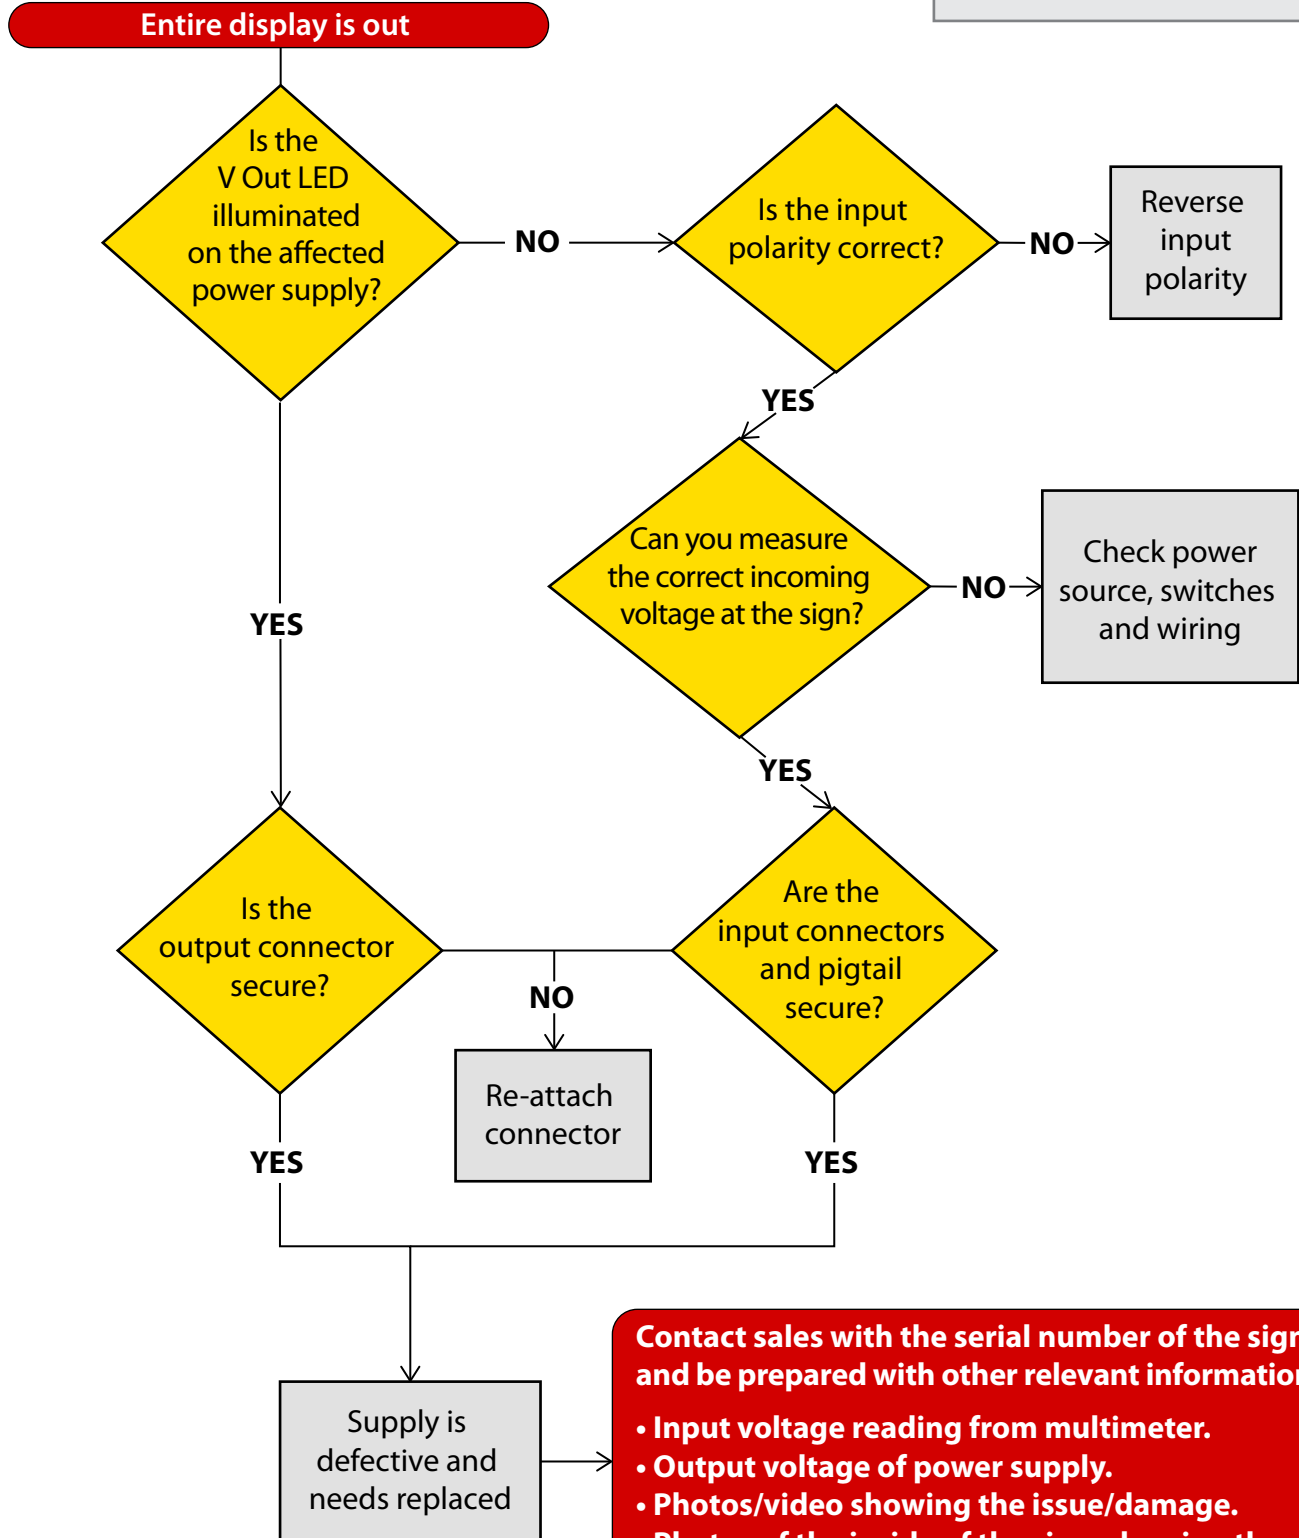 Entire display is out
Is the
V Out LED
illuminated
on the affected
power supply?
NO
Is the input
polarity correct?
NO
Reverse
input
polarity
YES
Can you measure
the correct incoming
voltage at the sign?
NO
Check power
source, switches
and wiring
YES
YES
Is the
output connector
secure?
Are the
input connectors
and pigtail
secure?
NO
Re-attach
connector
YES
YES
Supply is
defective and
needs replaced
Contact sales with the serial number of the sign
and be prepared with other relevant information
• Input voltage reading from multimeter.
• Output voltage of power supply.
• Photos/video showing the issue/damage.